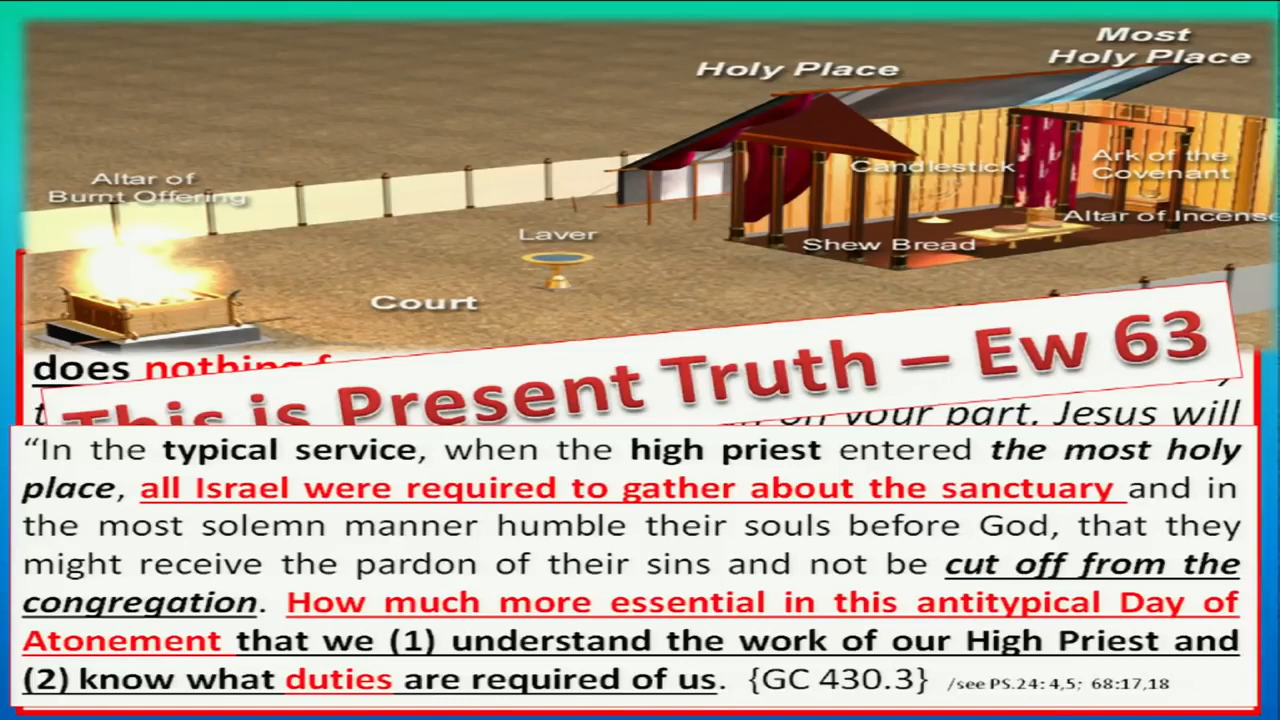 Most
Holy Place
Holy Place
Altar of
Burnt Offering
Candlestick
Ark of the
Covenant
Altar of Incense
Laver
Shew Bread
Court
does nothing
This is Present Truth – Ew 63
on your part. Jesus will
“In the typical service, when the high priest entered the most holy
place, all Israel were required to gather about the sanctuary and in
the most solemn manner humble their souls before God, that they
might receive the pardon of their sins and not be cut off from the
congregation. How much more essential in this antitypical Day of
Atonement that we (1) understand the work of our High Priest and
(2) know what duties are required of us. {GC 430.3} /see PS.24: 4,5; 68:17,18